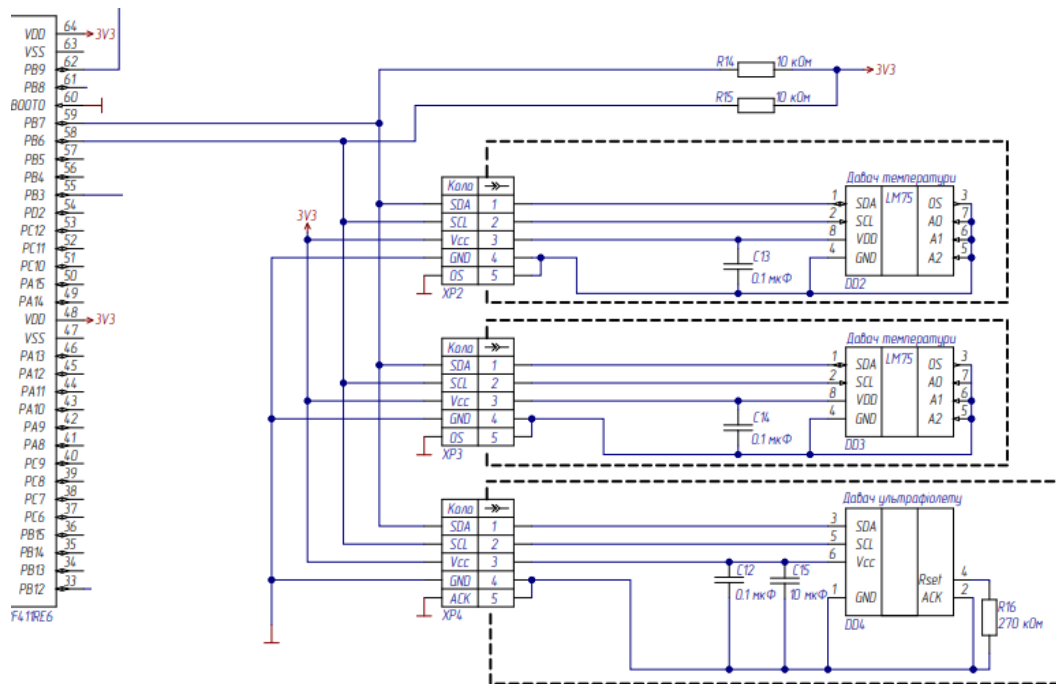 VDD 64 3V3
VSS 63
PB9 62
PB8 61
BOOT0 60
PB7 59
PB6 58
PB5 57
PB4 56
PB3 55
PD2 54
PC12 53
PC11 52
PC10 51
PA15 50
PA14 49
VDD 48 3V3
VSS 47
PA13 46
PA12 45
PA11 44
PA10 43
PA9 42
PA8 41
PC9 40
PC8 39
PC7 38
PC6 37
PB15 36
PB14 35
PB13 34
PB12 33
F411RE6
R14 10 кОм 3V3
R15 10 кОм
3V3
Кола
SDA 1
SCL 2
Vcc 3
GND 4
OS 5
XP2
C13
0.1 мкФ
Давач температури
1 SDA LM75 OS 3
2 SCL A0 7
8 VDD A1 6
4 GND A2 5
DD2
Кола
SDA 1
SCL 2
Vcc 3
GND 4
OS 5
XP3
C14
0.1 мкФ
Давач температури
1 SDA LM75 OS 3
2 SCL A0 7
8 VDD A1 6
4 GND A2 5
DD3
Кола
SDA 1
SCL 2
Vcc 3
GND 4
ACK 5
XP4
C12
0.1 мкФ
C15
10 мкФ
Давач ультрафіолету
3 SDA
5 SCL
6 Vcc
Rset 4
1 GND ACK 2
DD4
R16
270 кОм